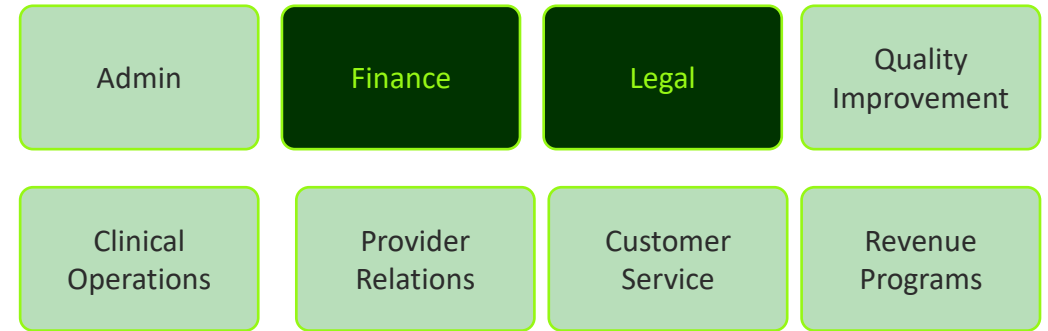 Admin
Finance
Legal
Quality
Improvement
Clinical
Operations
Provider
Relations
Customer
Service
Revenue
Programs